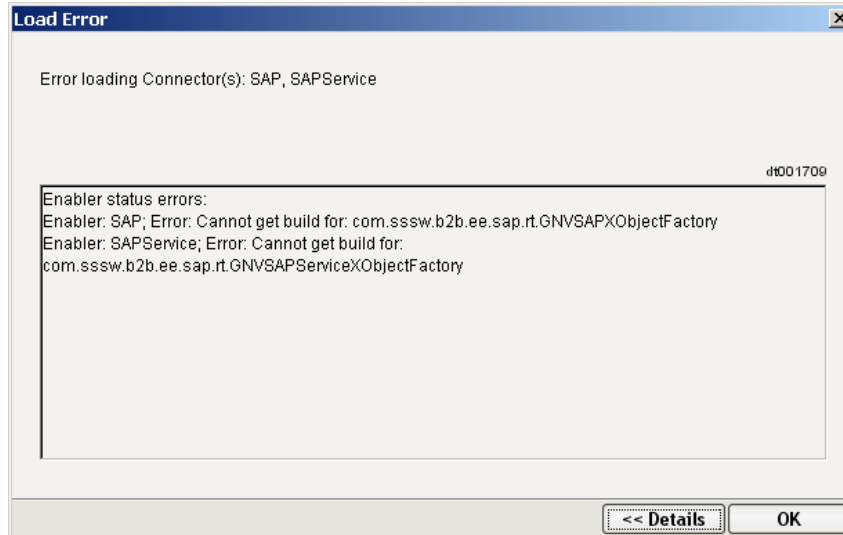 Load Error
Error loading Connector(s): SAP, SAPService
dt001709
Enabler status errors:
Enabler: SAP; Error: Cannot get build for: com.sssw.b2b.ee.sap.rt.GNVSAPXObjectFactory
Enabler: SAPService; Error: Cannot get build for:
com.sssw.b2b.ee.sap.rt.GNVSAPServiceXObjectFactory
<< Details OK